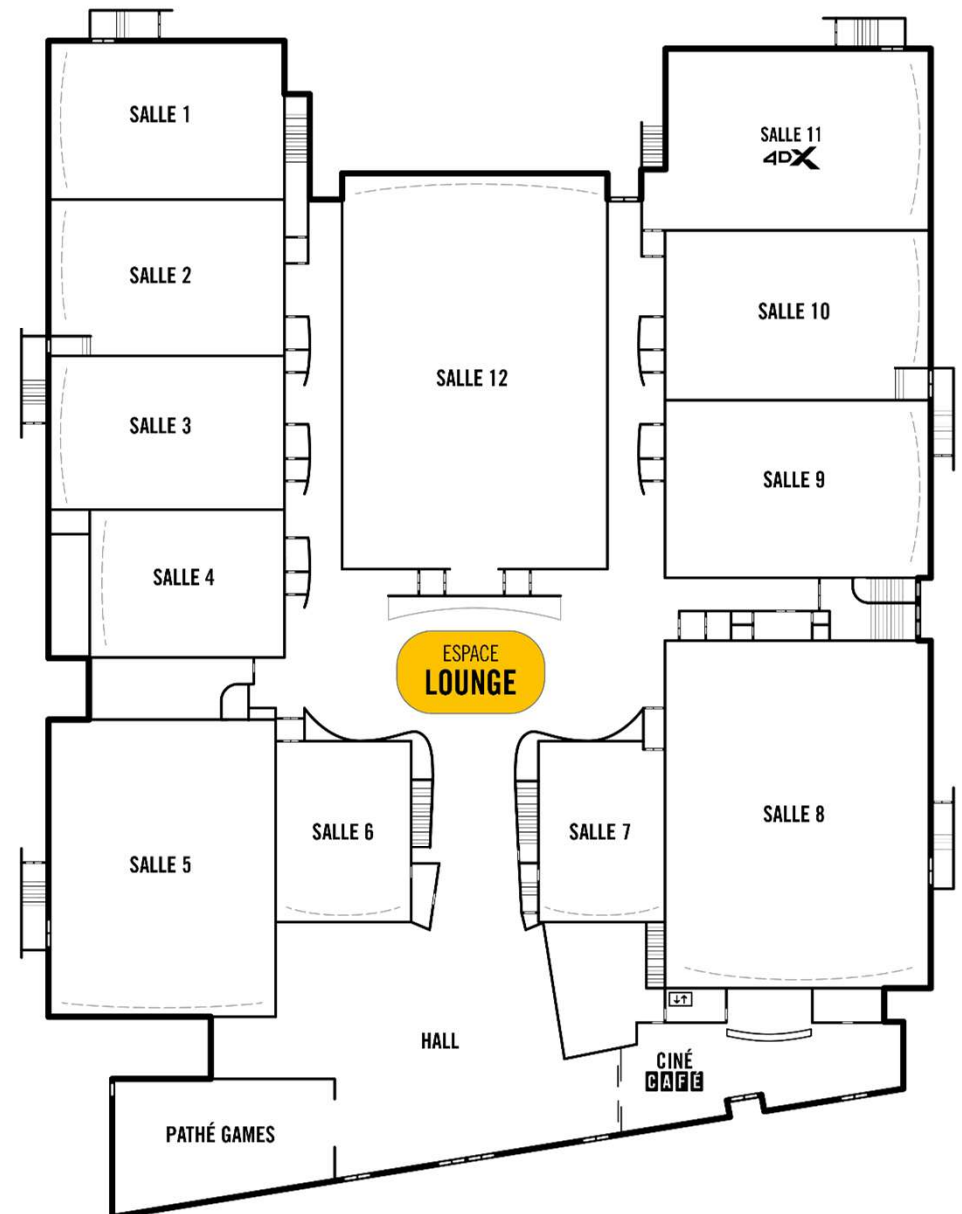 SALLE 1
SALLE 11
4DX
SALLE 2
SALLE 10
SALLE 12
SALLE 3
SALLE 9
SALLE 4
ESPACE
LOUNGE
SALLE 6
SALLE 7
SALLE 8
SALLE 5
HALL
CINÉ
CAFÉ
PATHÉ GAMES